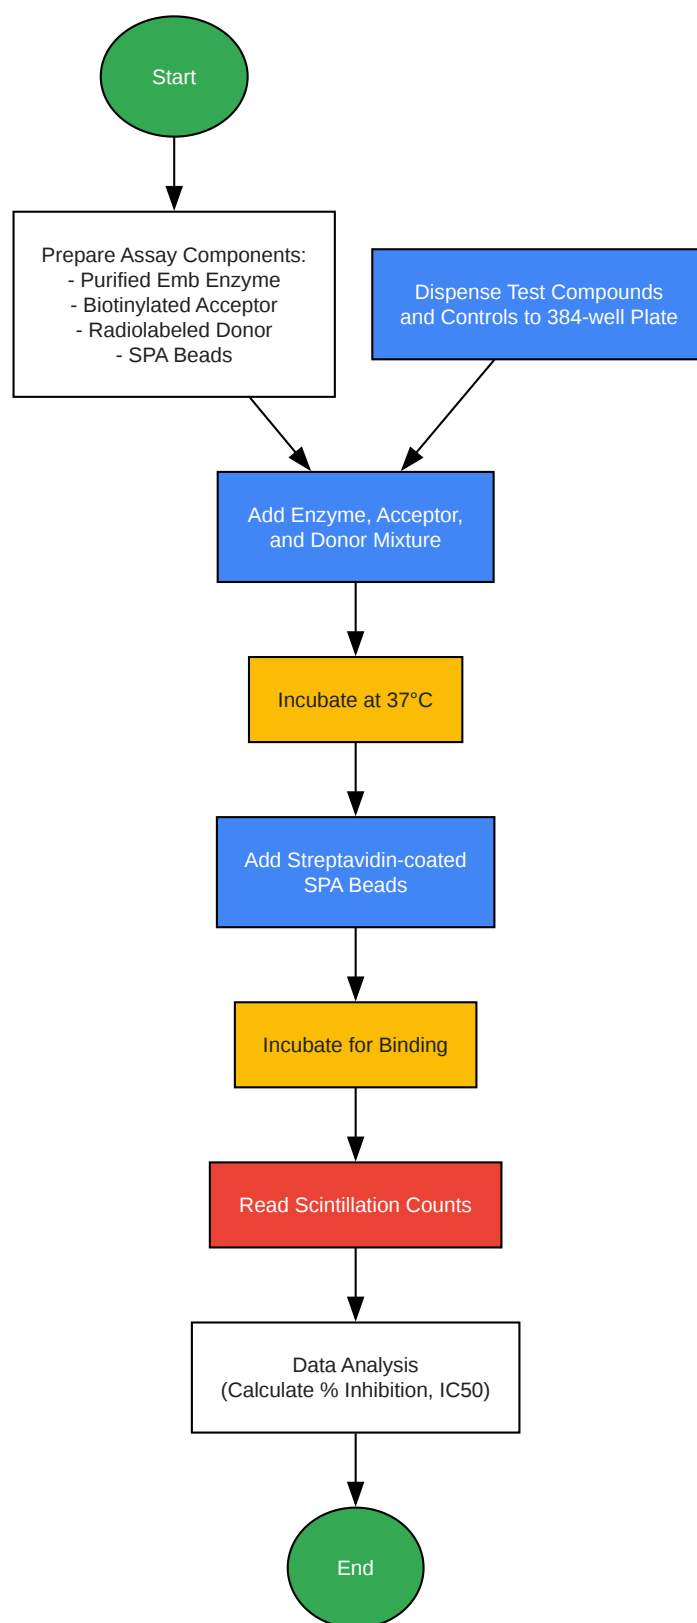 Start
Prepare Assay Components:
- Purified Emb Enzyme
- Biotinylated Acceptor
- Radiolabeled Donor
- SPA Beads
Dispense Test Compounds
and Controls to 384-well Plate
Add Enzyme, Acceptor,
and Donor Mixture
Incubate at 37°C
Add Streptavidin-coated
SPA Beads
Incubate for Binding
Read Scintillation Counts
Data Analysis
(Calculate % Inhibition, IC50)
End